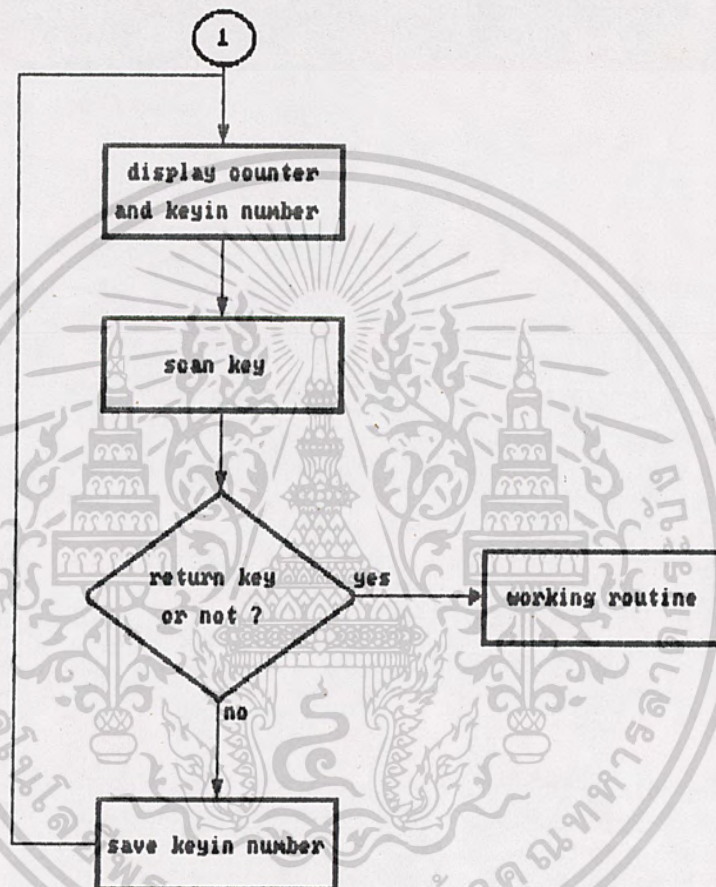 1
display counter
and keyin number
scan key
return key
or not ?
yes
working routine
no
save keyin number